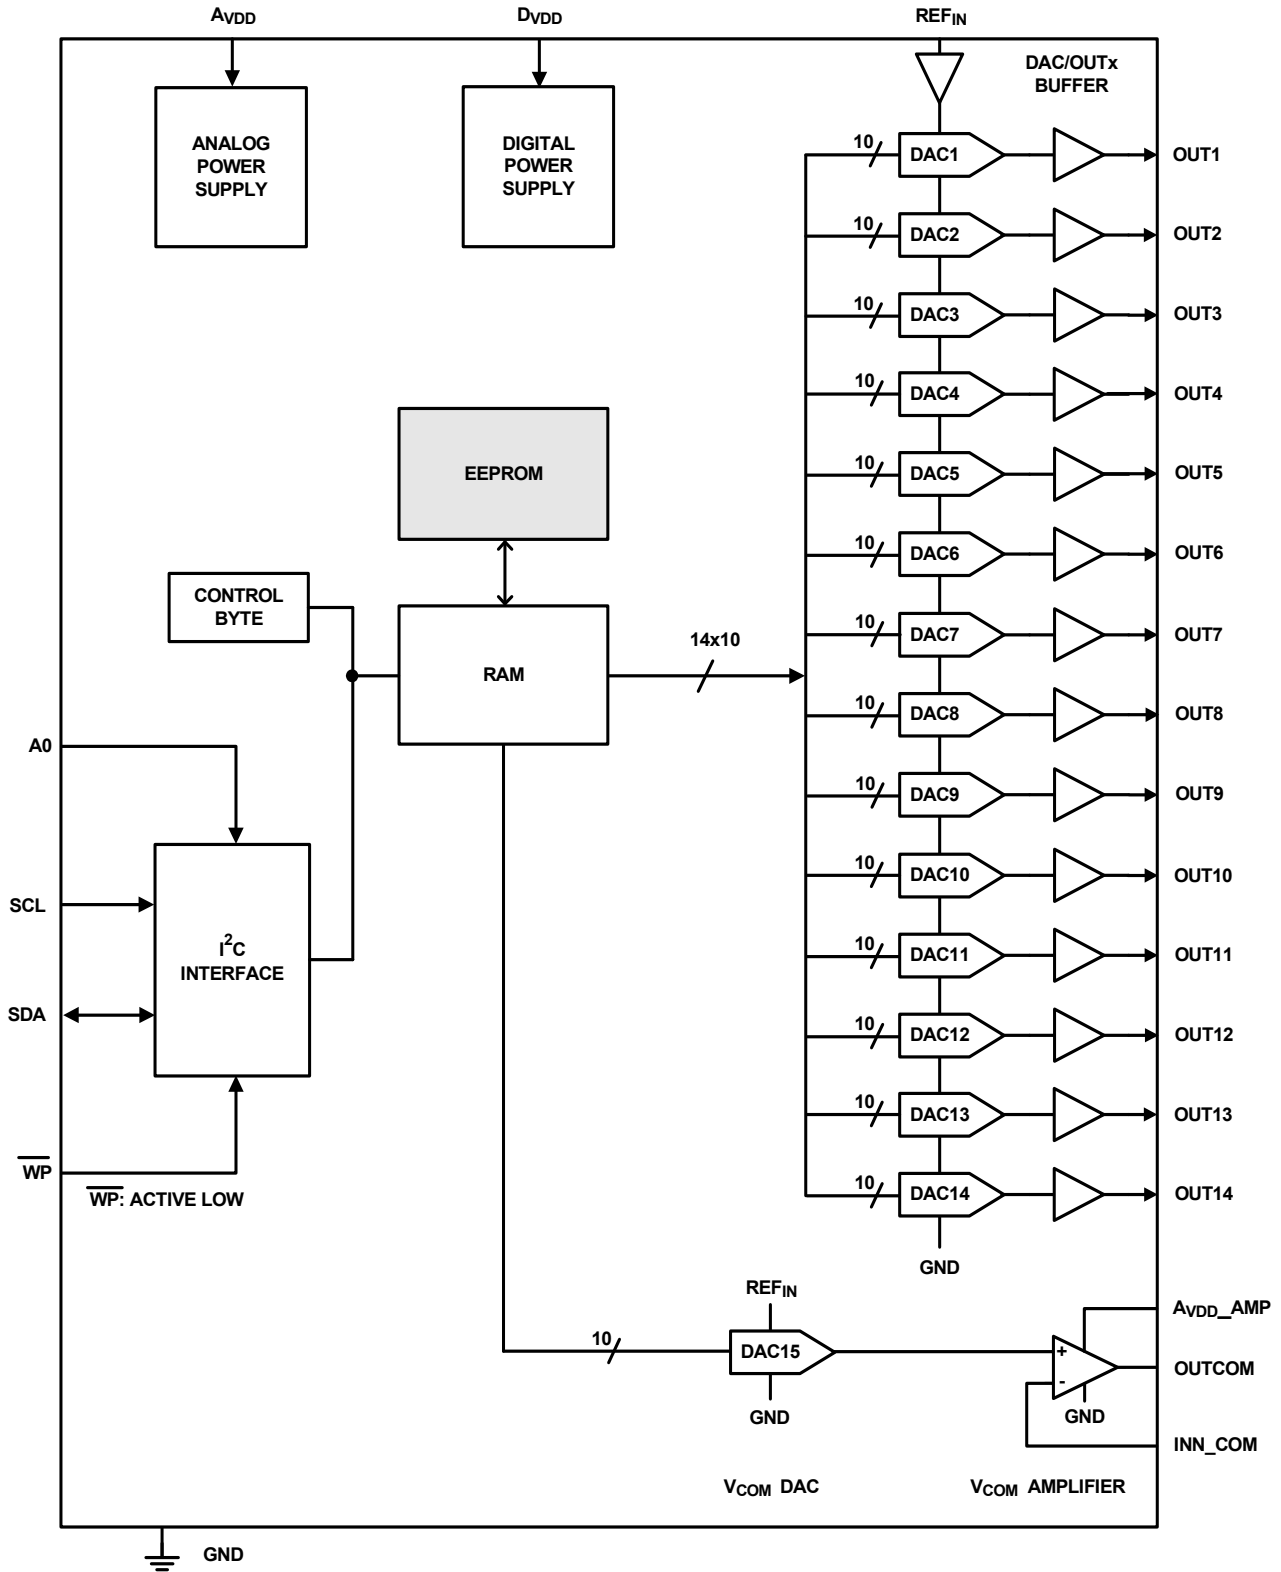 AVDD
DVDD
REFIN
DAC/OUTx
BUFFER
ANALOG
POWER
SUPPLY
DIGITAL
POWER
SUPPLY
10
DAC1
OUT1
10
DAC2
OUT2
10
DAC3
OUT3
10
DAC4
OUT4
EEPROM
10
DAC5
OUT5
10
DAC6
OUT6
CONTROL
BYTE
10
DAC7
OUT7
RAM
14x10
10
DAC8
OUT8
A0
10
DAC9
OUT9
10
DAC10
OUT10
SCL
I2C
INTERFACE
10
DAC11
OUT11
SDA
10
DAC12
OUT12
10
DAC13
OUT13
WP
WP: ACTIVE LOW
10
DAC14
OUT14
GND
REFIN
AVDD_AMP
10
DAC15
+
-
OUTCOM
GND
GND
INN_COM
VCOM DAC
VCOM AMPLIFIER
GND